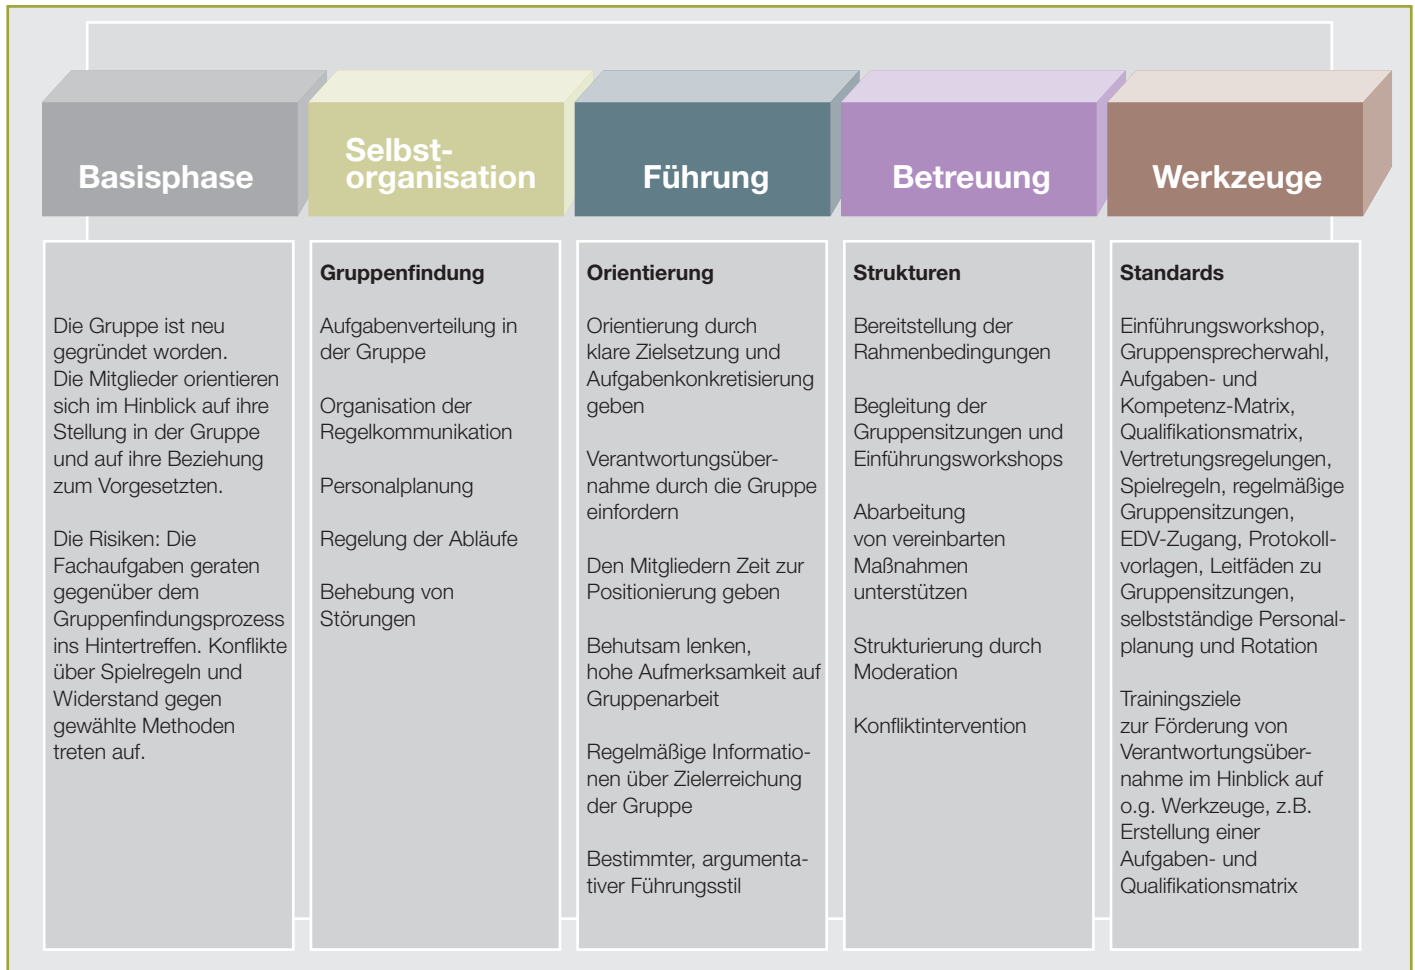 Basisphase
Selbst-
organisation
Führung
Betreuung
Werkzeuge
Die Gruppe ist neu
gegründet worden.
Die Mitglieder orientieren
sich im Hinblick auf ihre
Stellung in der Gruppe
und auf ihre Beziehung
zum Vorgesetzten.
Die Risiken: Die
Fachaufgaben geraten
gegenüber dem
Gruppenfindungsprozess
ins Hintertreffen. Konflikte
über Spielregeln und
Widerstand gegen
gewählte Methoden
treten auf.
Gruppenfindung
Aufgabenverteilung in
der Gruppe
Organisation der
Regelkommunikation
Personalplanung
Regelung der Abläufe
Behebung von
Störungen
Orientierung
Orientierung durch
klare Zielsetzung und
Aufgabenkonkretisierung
geben
Verantwortungsüber-
nahme durch die Gruppe
einfordern
Den Mitgliedern Zeit zur
Positionierung geben
Behutsam lenken,
hohe Aufmerksamkeit auf
Gruppenarbeit
Regelmäßige Informatio-
nen über Zielerreichung
der Gruppe
Bestimmter, argumenta-
tiver Führungsstil
Strukturen
Bereitstellung der
Rahmenbedingungen
Begleitung der
Gruppensitzungen und
Einführungsworkshops
Abarbeitung
von vereinbarten
Maßnahmen
unterstützen
Strukturierung durch
Moderation
Konfliktintervention
Standards
Einführungsworkshop,
Gruppensprecherwahl,
Aufgaben- und
Kompetenz-Matrix,
Qualifikationsmatrix,
Vertretungsregelungen,
Spielregeln, regelmäßige
Gruppensitzungen,
EDV-Zugang, Protokoll-
vorlagen, Leitfäden zu
Gruppensitzungen,
selbstständige Personal-
planung und Rotation
Trainingsziele
zur Förderung von
Verantwortungsüber-
nahme im Hinblick auf
o.g. Werkzeuge, z.B.
Erstellung einer
Aufgaben- und
Qualifikationsmatrix